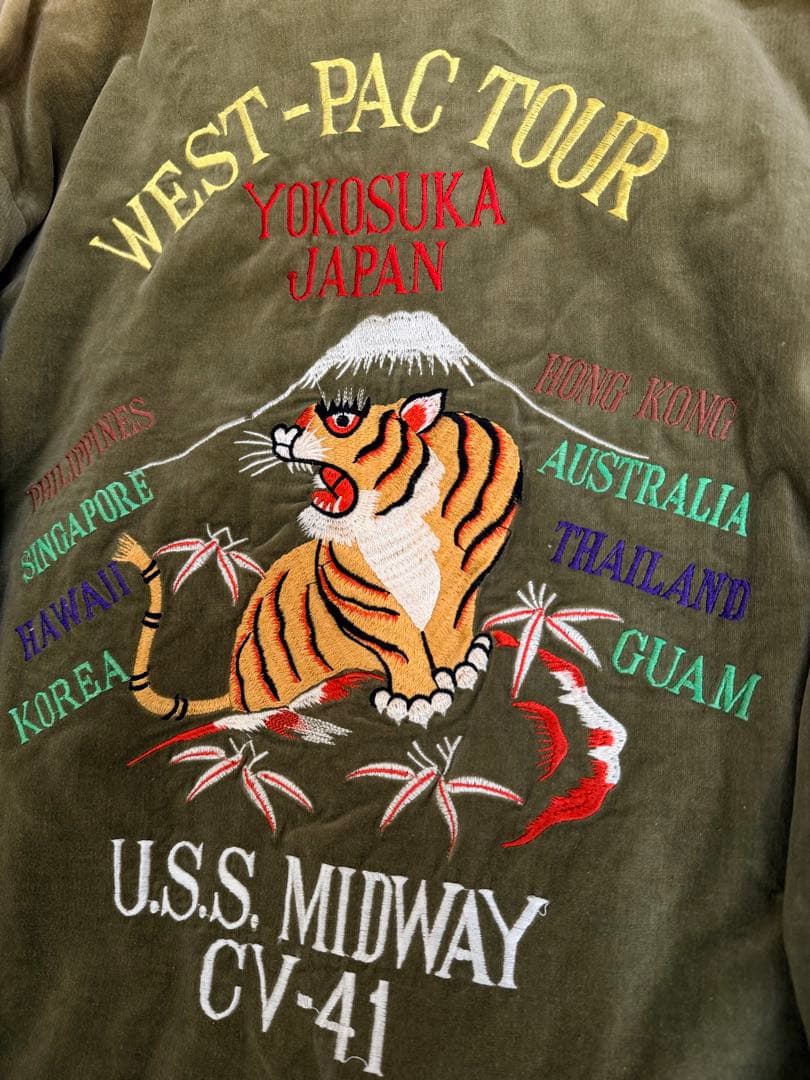 WEST-PAC TOUR
YOKOSUKA
JAPAN
PHILIPPINES
SINGAPORE
HAWAII
KOREA
HONG KONG
AUSTRALIA
THAILAND
GUAM
U.S.S. MIDWAY
CV-41